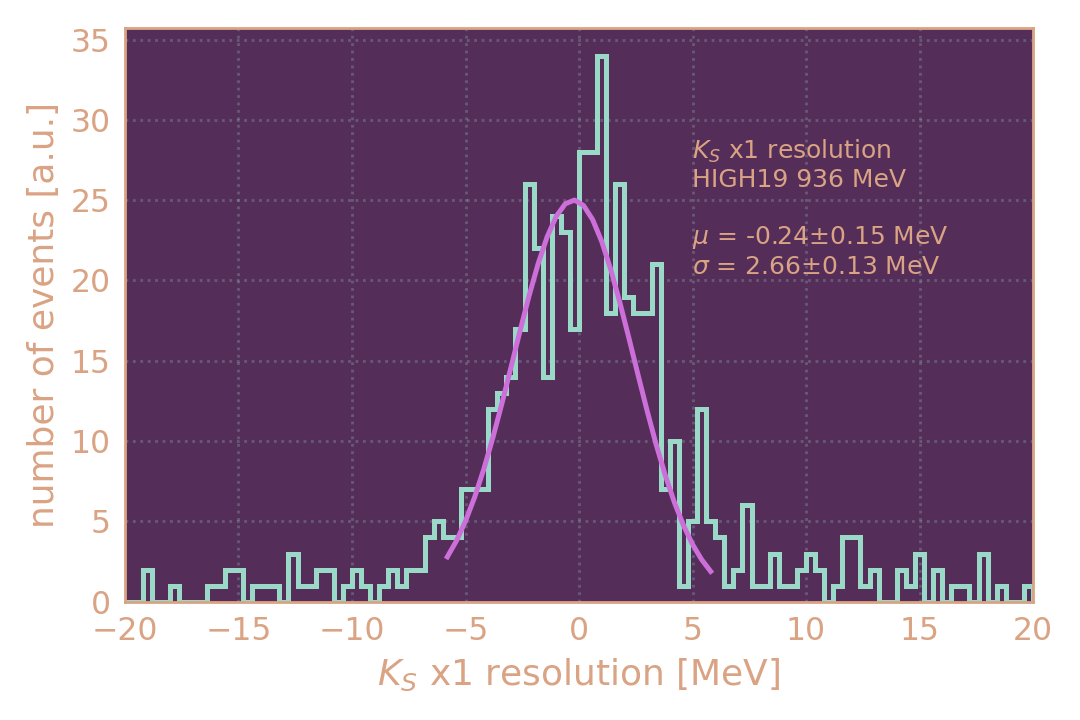 35
30
25
20
15
10
5
0
number of events [a.u.]
K_S x1 resolution
HIGH19 936 MeV
μ = -0.24±0.15 MeV
σ = 2.66±0.13 MeV
−20 −15 −10 −5 0 5 10 15 20
K_S x1 resolution [MeV]